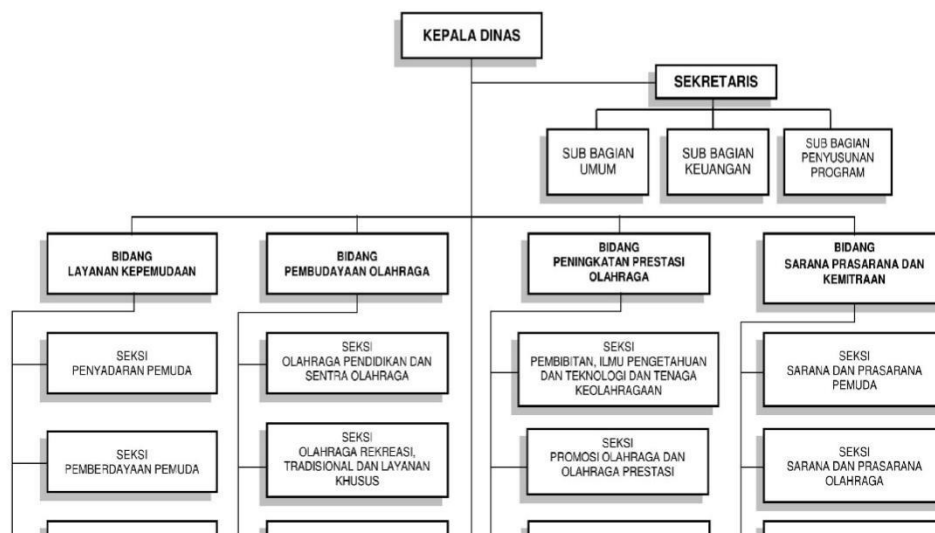 KEPALA DINAS
SEKRETARIS
SUB BAGIAN
UMUM
SUB BAGIAN
KEUANGAN
SUB BAGIAN
PENYUSUNAN
PROGRAM
BIDANG
LAYANAN KEPEMUDAAN
BIDANG
PEMBUDAYAAN OLAHRAGA
BIDANG
PENINGKATAN PRESTASI
OLAHRAGA
BIDANG
SARANA PRASARANA DAN
KEMITRAAN
SEKSI
PENYADARAN PEMUDA
SEKSI
OLAHRAGA PENDIDIKAN DAN
SENTRA OLAHRAGA
SEKSI
PEMBIBITAN, ILMU PENGETAHUAN
DAN TEKNOLOGI DAN TENAGA
KEOLAHRAGAAN
SEKSI
SARANA DAN PRASARANA
PEMUDA
SEKSI
PEMBERDAYAAN PEMUDA
SEKSI
OLAHRAGA REKREASI,
TRADISIONAL DAN LAYANAN
KHUSUS
SEKSI
PROMOSI OLAHRAGA DAN
OLAHRAGA PRESTASI
SEKSI
SARANA DAN PRASARANA
OLAHRAGA